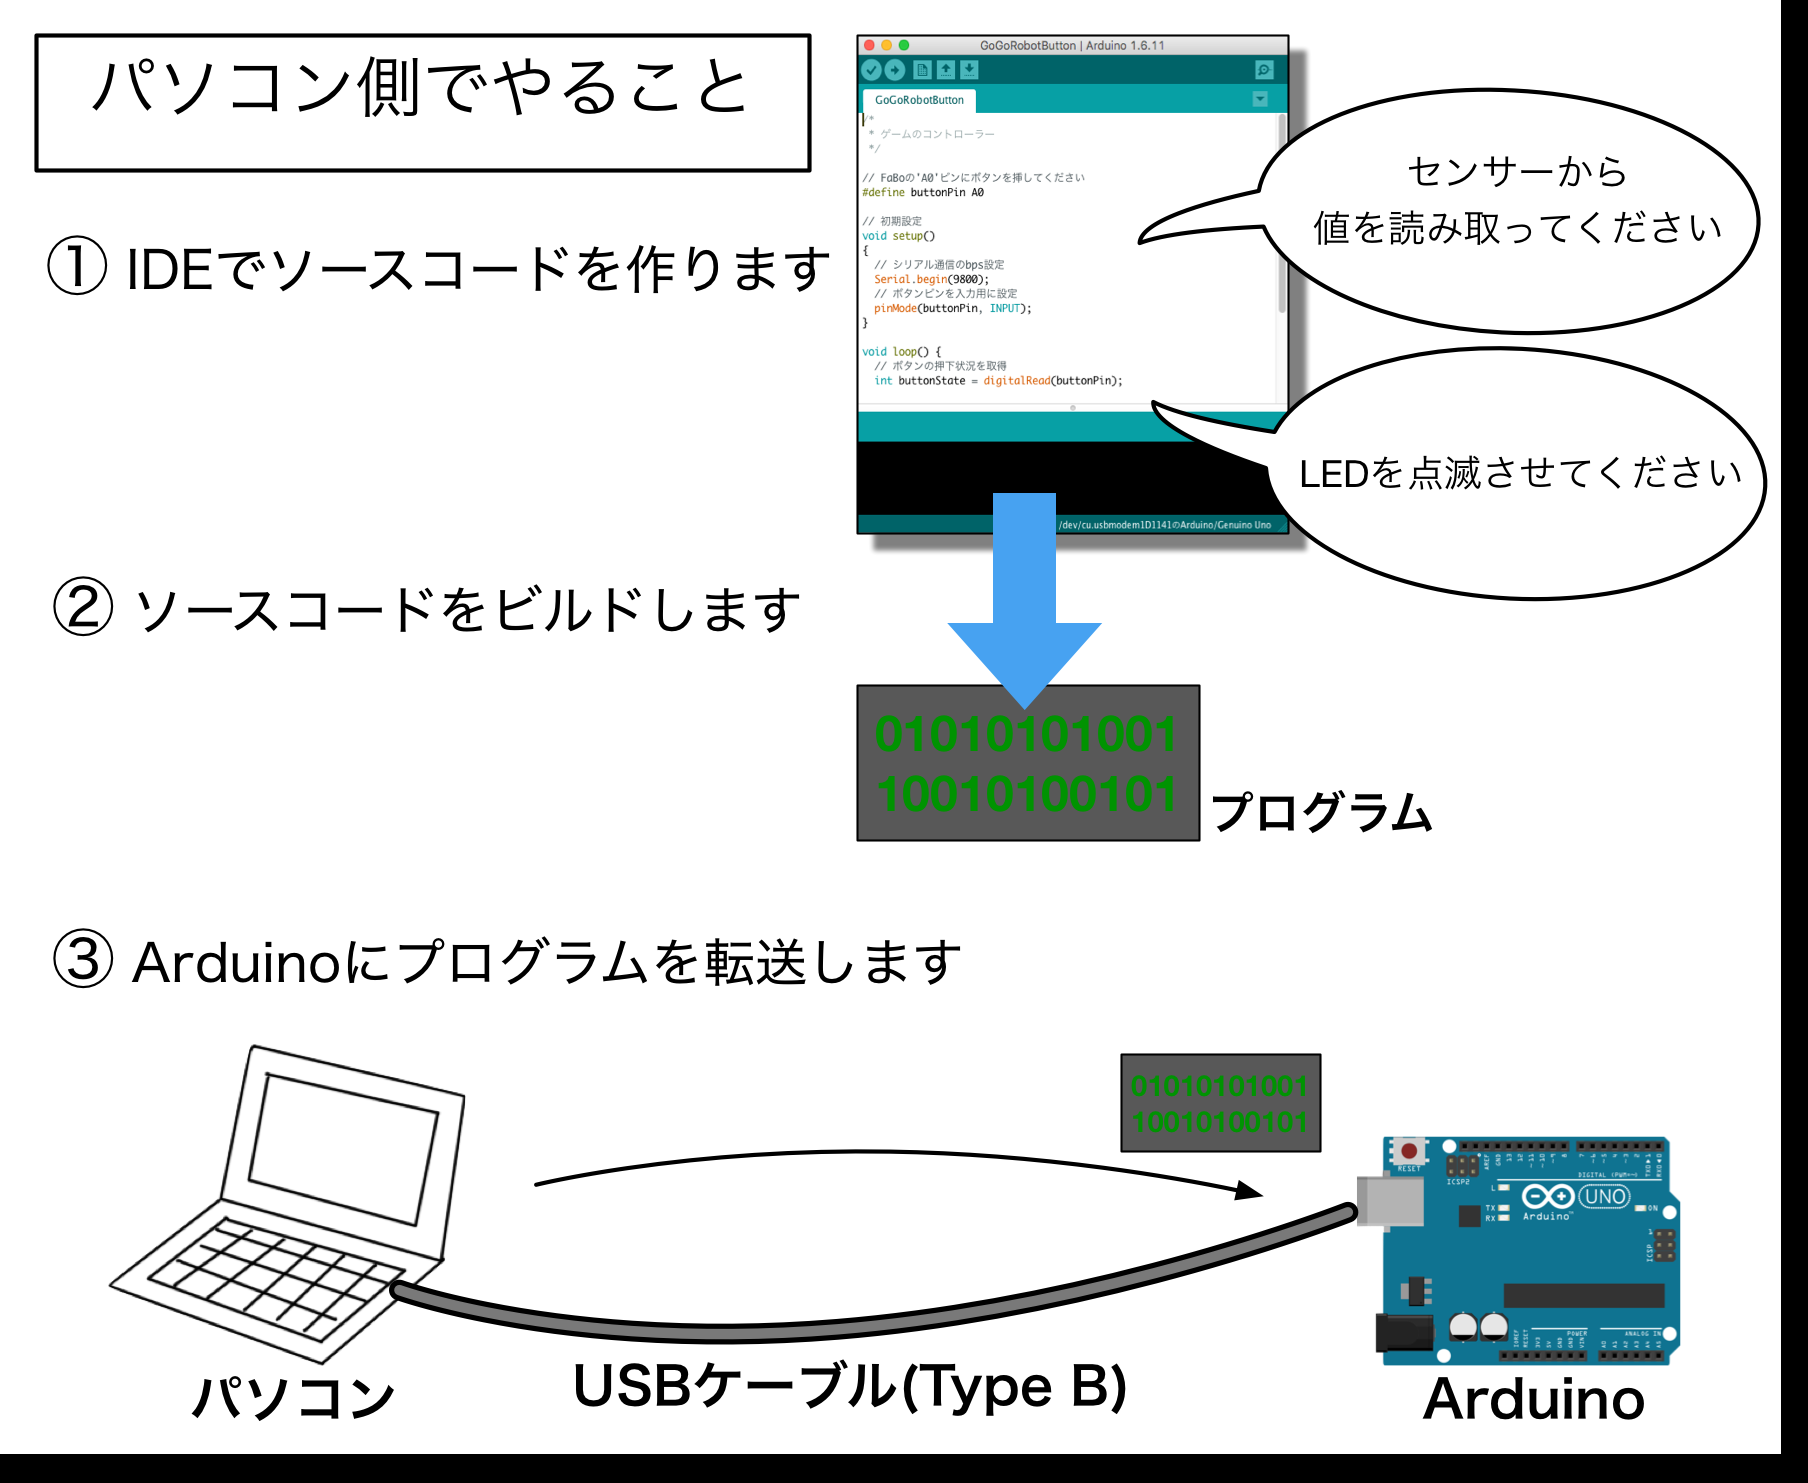 パソコン側でやること
① IDEでソースコードを作ります
GoGoRobotButton | Arduino 1.6.11
GoGoRobotButton
/*
* ゲームのコントローラー
*/
// FaBoの'A0'ピンにボタンを挿してください
#define buttonPin A0
// 初期設定
void setup()
{
// シリアル通信のbps設定
Serial.begin(9800);
// ボタンピンを入力用に設定
pinMode(buttonPin, INPUT);
}
void loop() {
// ボタンの押下状況を取得
int buttonState = digitalRead(buttonPin);
/dev/cu.usbmodem1D1141のArduino/Genuino Uno
センサーから
値を読み取ってください
LEDを点滅させてください
② ソースコードをビルドします
01010101001
10010100101
プログラム
③ Arduinoにプログラムを転送します
01010101001
10010100101
RESET
ICSP2
AREF
GND
13
12
~11
~10
~9
8
7
~6
~5
4
~3
2
TXD▶1
RXD◀0
DIGITAL (PWM=~)
L
TX
RX
UNO
Arduino™
ON
ICSP
1
IOREF
RESET
3V3
5V
GND
GND
VIN
POWER
ANALOG IN
A0
A1
A2
A3
A4
A5
パソコン
USBケーブル(Type B)
Arduino